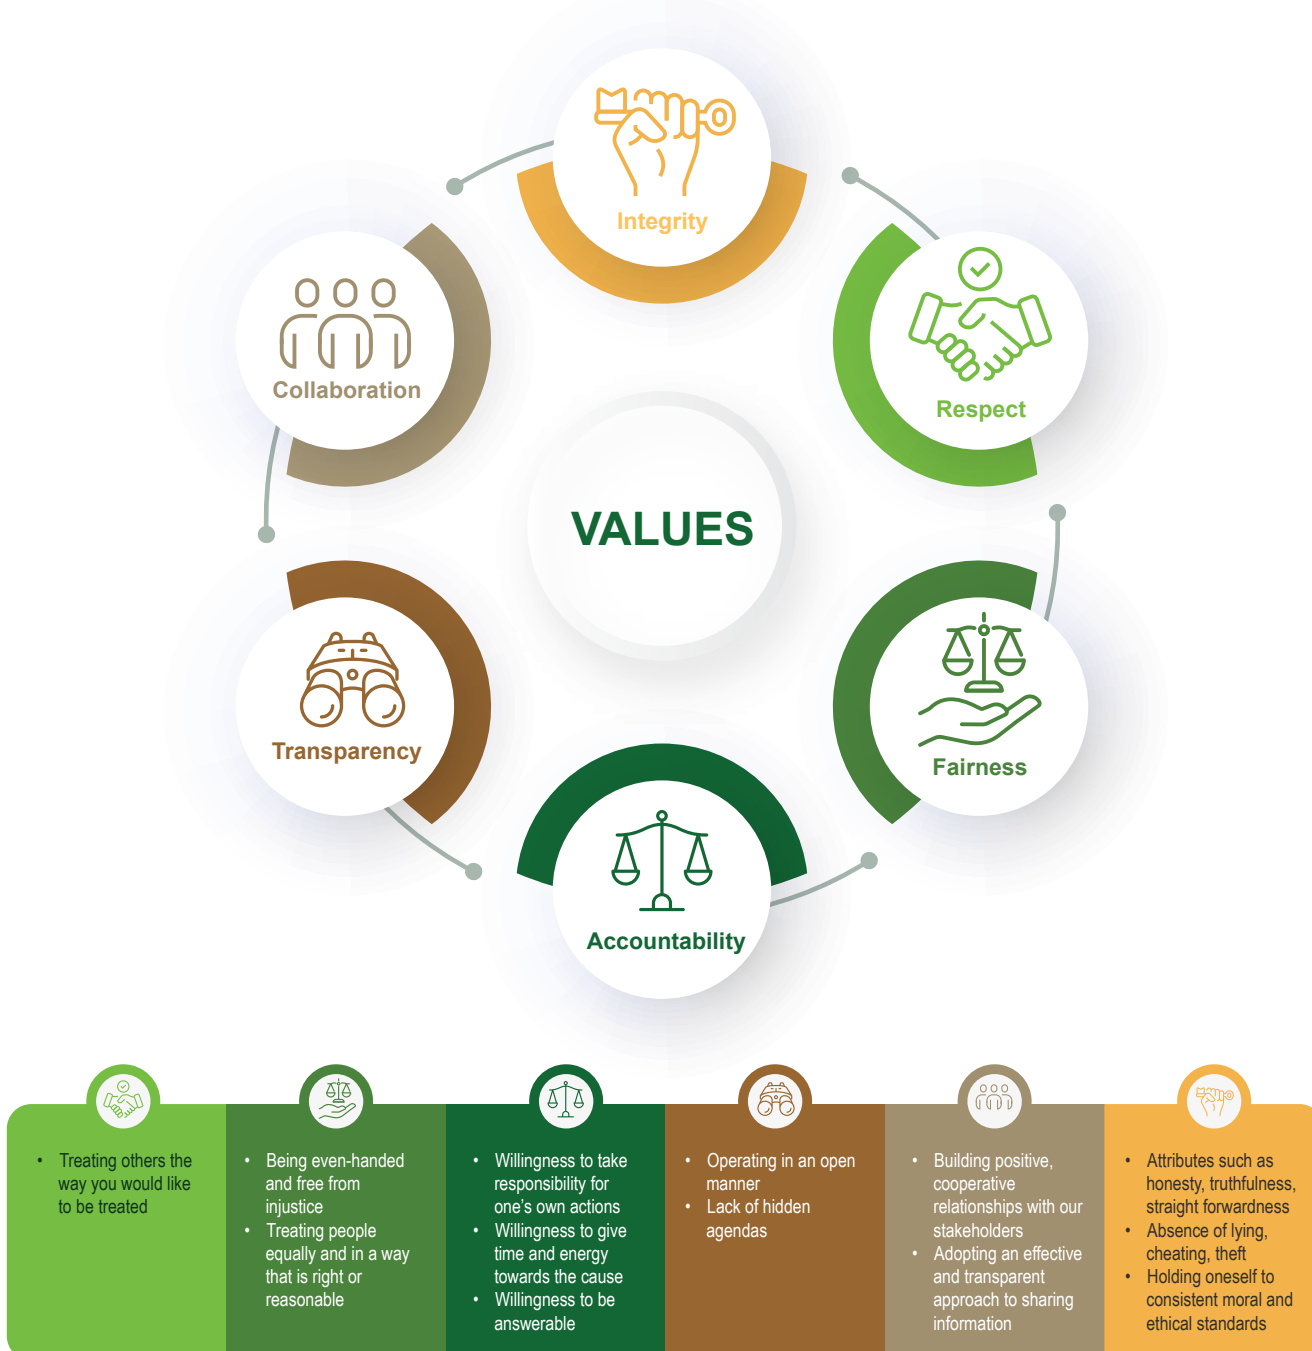 Integrity
Respect
Collaboration
VALUES
Transparency
Fairness
Accountability
• Treating others the
way you would like
to be treated
• Being even-handed
and free from
injustice
• Treating people
equally and in a way
that is right or
reasonable
• Willingness to take
responsibility for
one’s own actions
• Willingness to give
time and energy
towards the cause
• Willingness to be
answerable
• Operating in an open
manner
• Lack of hidden
agendas
• Building positive,
cooperative
relationships with our
stakeholders
• Adopting an effective
and transparent
approach to sharing
information
• Attributes such as
honesty, truthfulness,
straight forwardness
• Absence of lying,
cheating, theft
• Holding oneself to
consistent moral and
ethical standards